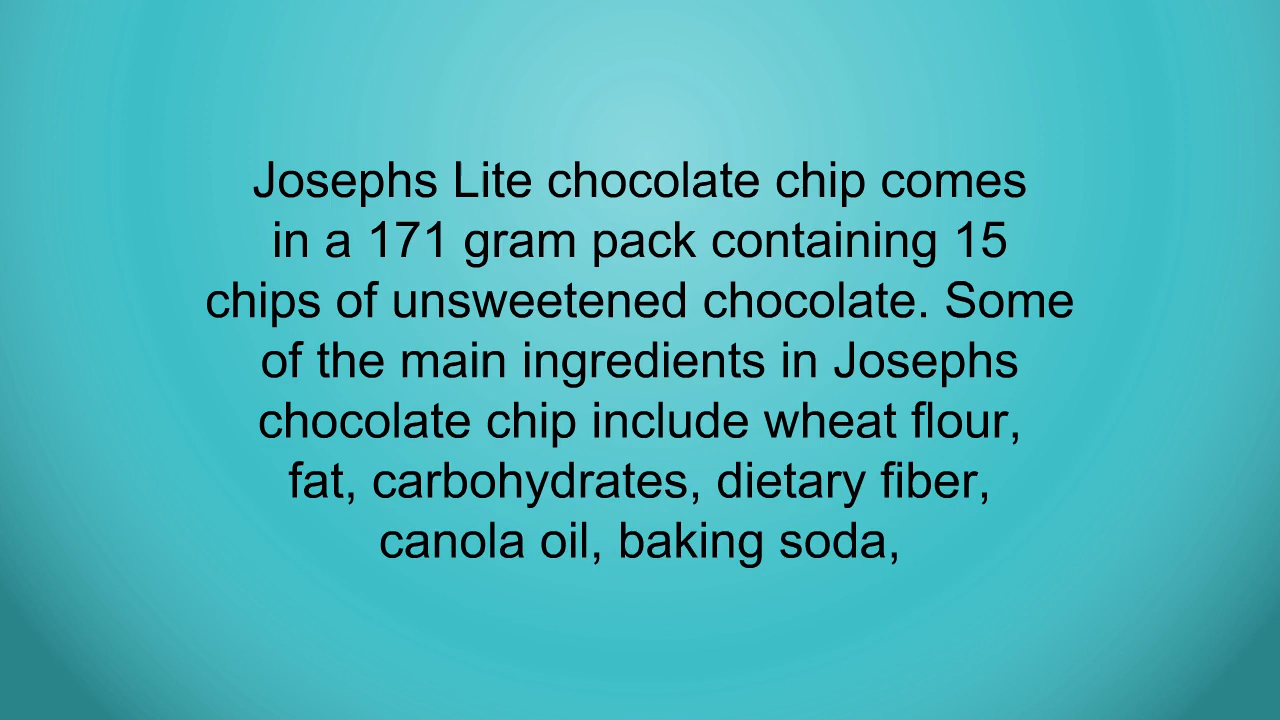 Josephs Lite chocolate chip comes
in a 171 gram pack containing 15
chips of unsweetened chocolate. Some
of the main ingredients in Josephs
chocolate chip include wheat flour,
fat, carbohydrates, dietary fiber,
canola oil, baking soda,